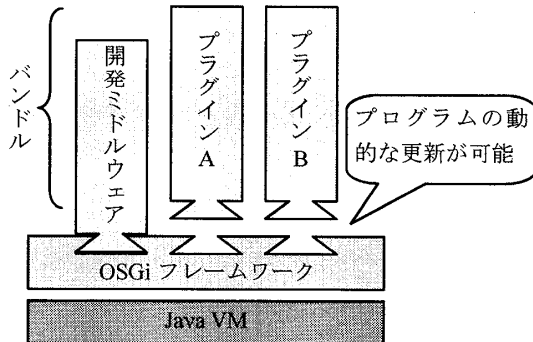 バンドル
開発ミドルウェア
プラグインA
プラグインB
プログラムの動
的な更新が可能
OSGi フレームワーク
Java VM